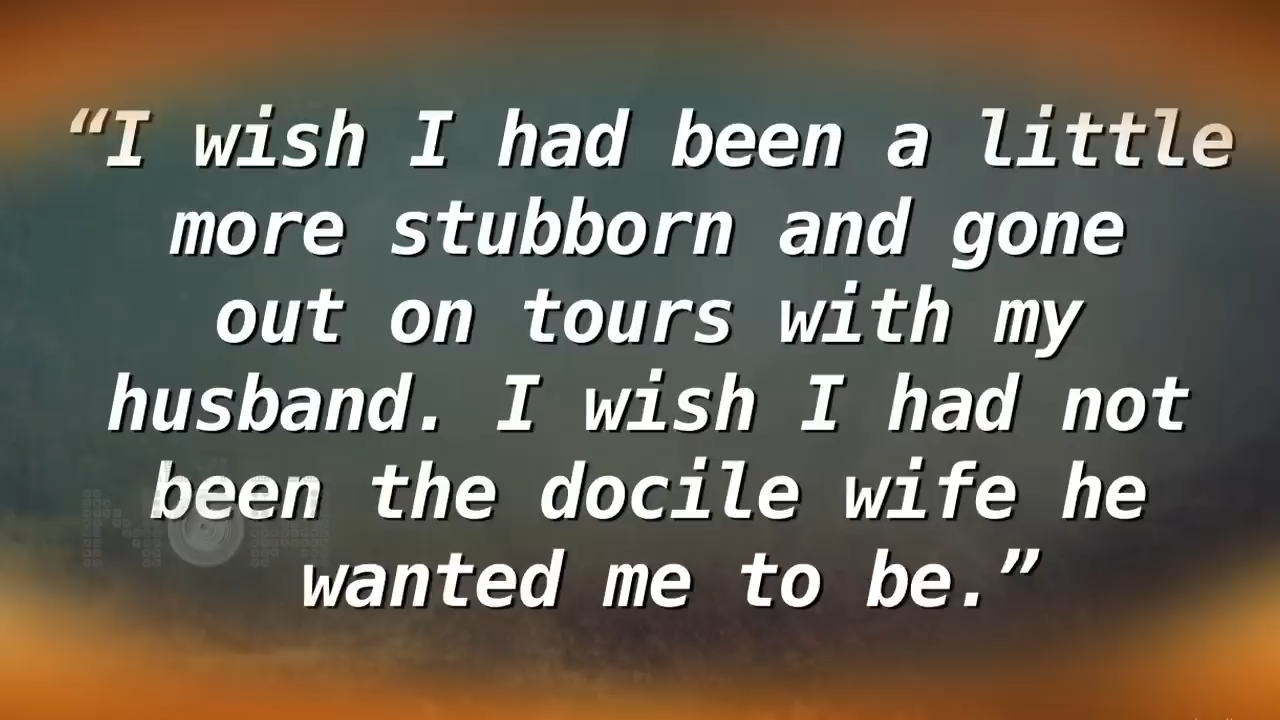 “I wish I had been a little
more stubborn and gone
out on tours with my
husband. I wish I had not
been the docile wife he
wanted me to be.”